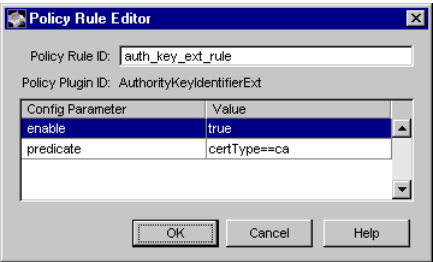 Policy Rule Editor
Policy Rule ID: auth_key_ext_rule
Policy Plugin ID: AuthorityKeyIdentifierExt
Config Parameter Value
enable true
predicate certType==ca
OK Cancel Help